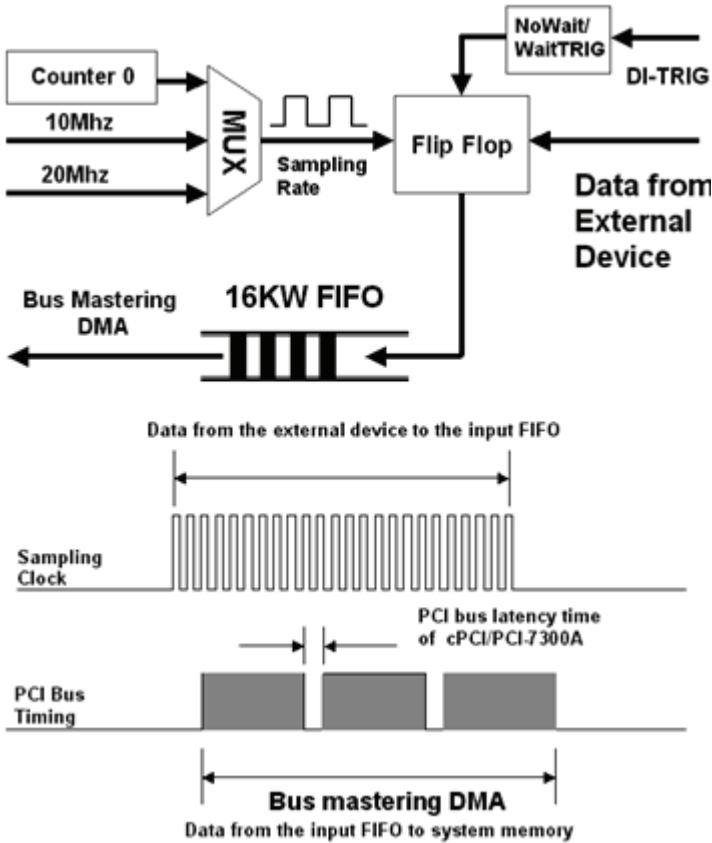 NoWait/
WaitTRIG
DI-TRIG
Counter 0
10Mhz
20Mhz
MUX
Sampling
Rate
Flip Flop
Data from
External
Device
Bus Mastering
DMA
16KW FIFO
Data from the external device to the input FIFO
Sampling
Clock
PCI bus latency time
of cPCI/PCI-7300A
PCI Bus
Timing
Bus mastering DMA
Data from the input FIFO to system memory